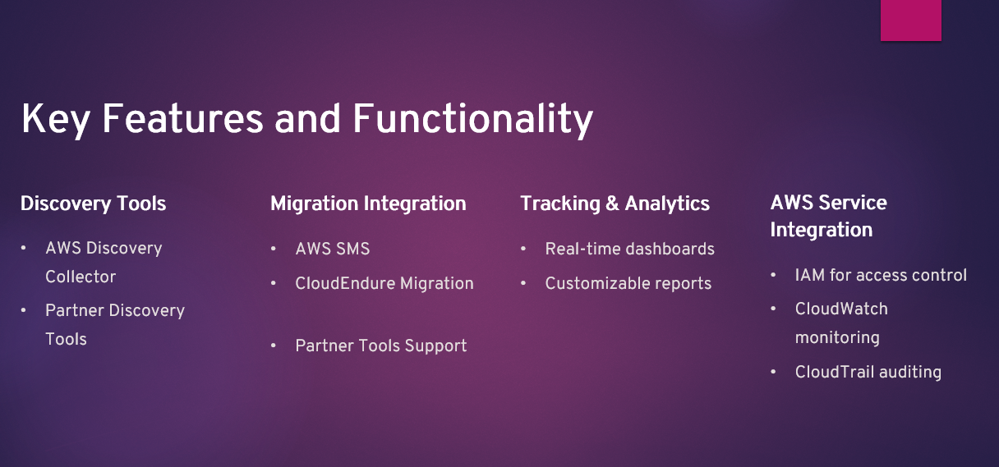 Key Features and Functionality
Discovery Tools
• AWS Discovery
Collector
• Partner Discovery
Tools
Migration Integration
• AWS SMS
• CloudEndure Migration
• Partner Tools Support
Tracking & Analytics
• Real-time dashboards
• Customizable reports
AWS Service
Integration
• IAM for access control
• CloudWatch
monitoring
• CloudTrail auditing